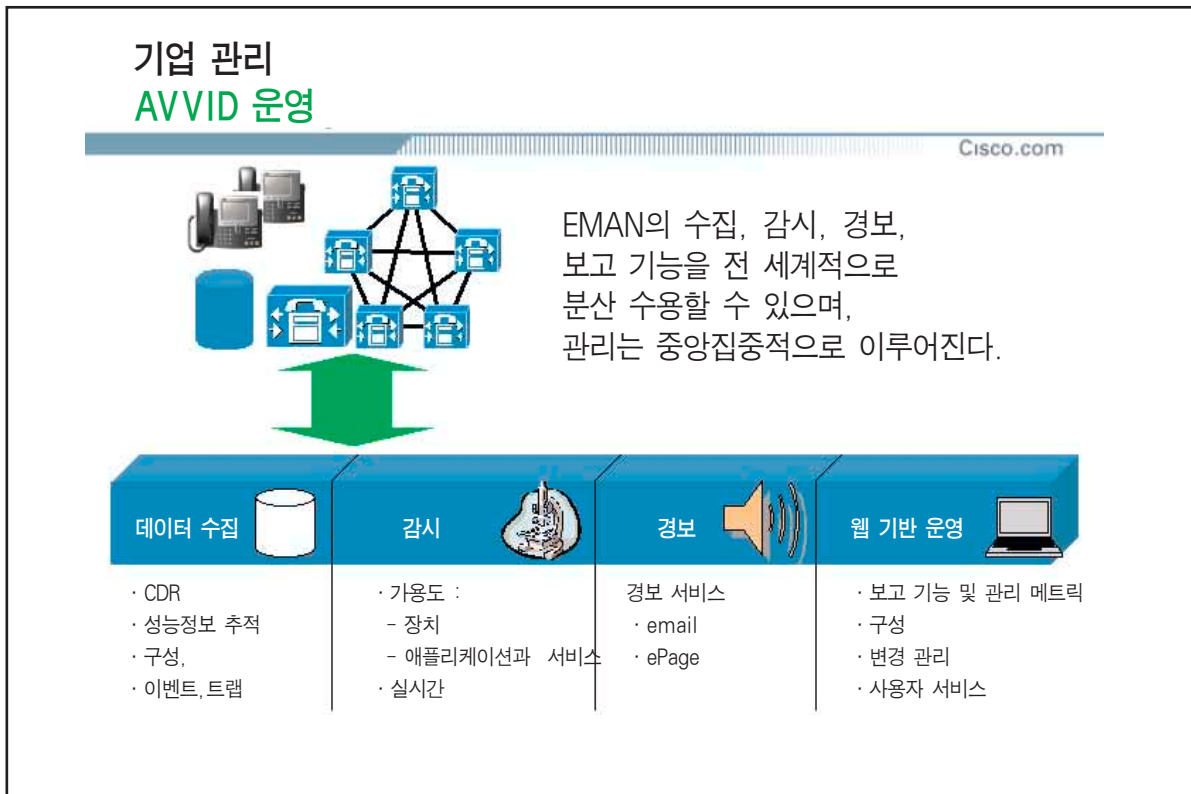 기업 관리
AVVID 운영
Cisco.com
EMAN의 수집, 감시, 경보,
보고 기능을 전 세계적으로
분산 수용할 수 있으며,
관리는 중앙집중적으로 이루어진다.
데이터 수집
· CDR
· 성능정보 추적
· 구성,
· 이벤트,트랩
감시
· 가용도 :
- 장치
- 애플리케이션과 서비스
· 실시간
경보
경보 서비스
· email
· ePage
웹 기반 운영
· 보고 기능 및 관리 메트릭
· 구성
· 변경 관리
· 사용자 서비스